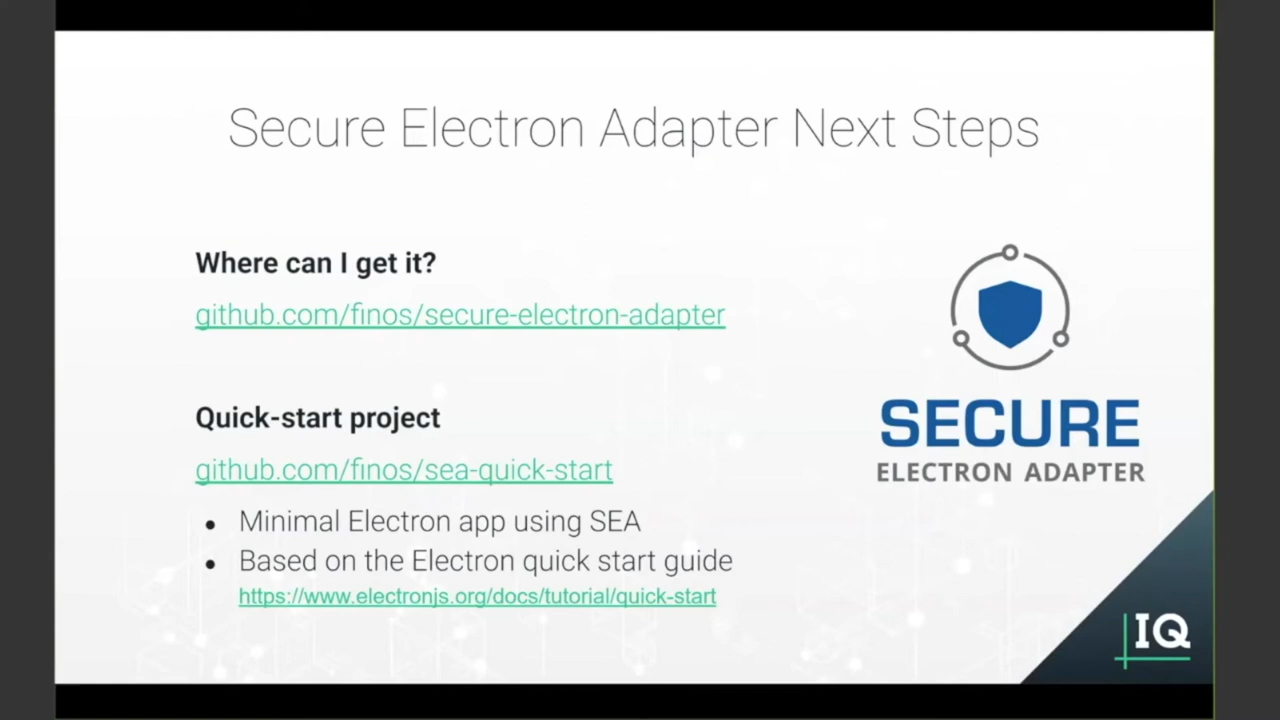 Secure Electron Adapter Next Steps
Where can I get it?
github.com/finos/secure-electron-adapter
Quick-start project
github.com/finos/sea-quick-start
• Minimal Electron app using SEA
• Based on the Electron quick start guide
https://www.electronjs.org/docs/tutorial/quick-start
SECURE
ELECTRON ADAPTER
IQ